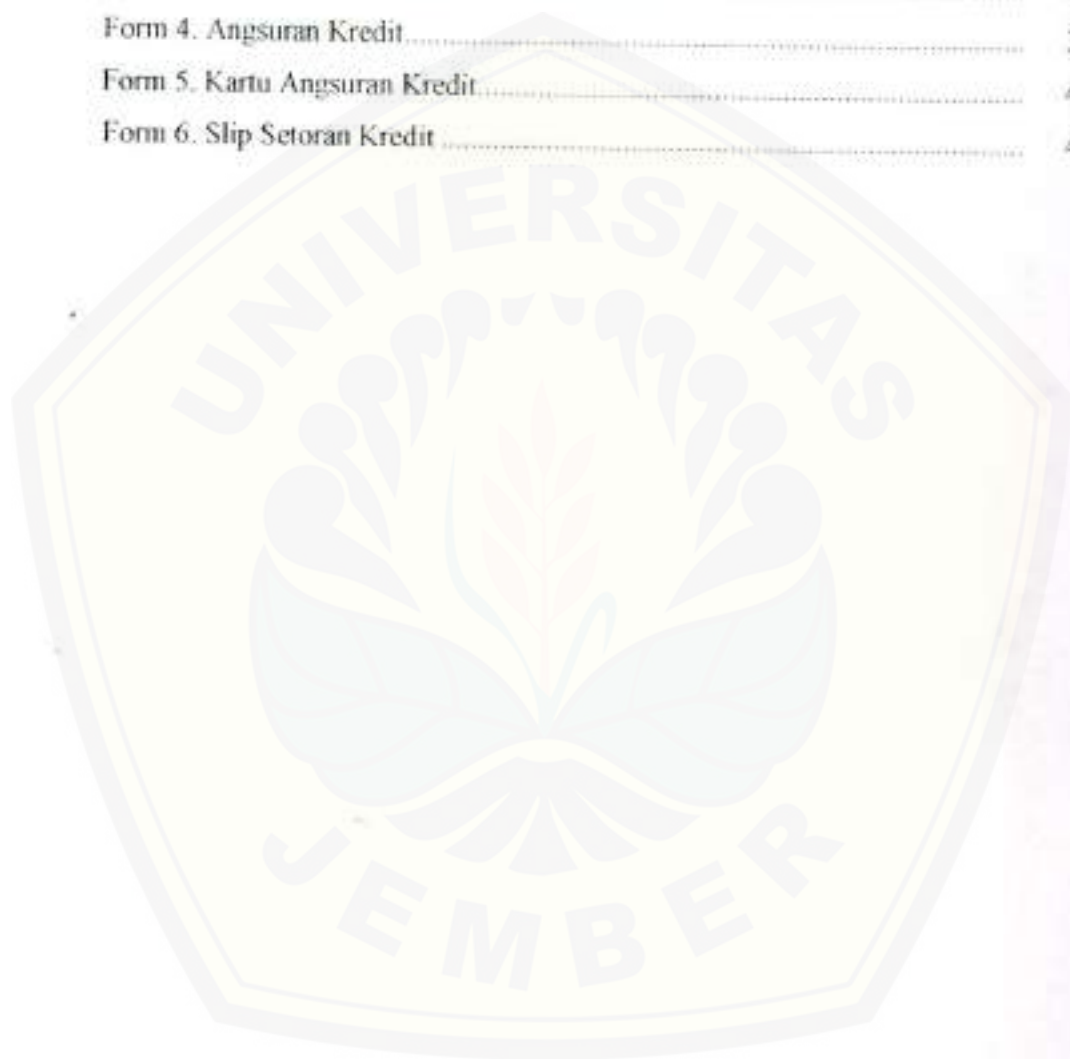 Form 4. Angsuran Kredit
Form 5. Kartu Angsuran Kredit
Form 6. Slip Setoran Kredit
UNIVERSITAS
JEMBER